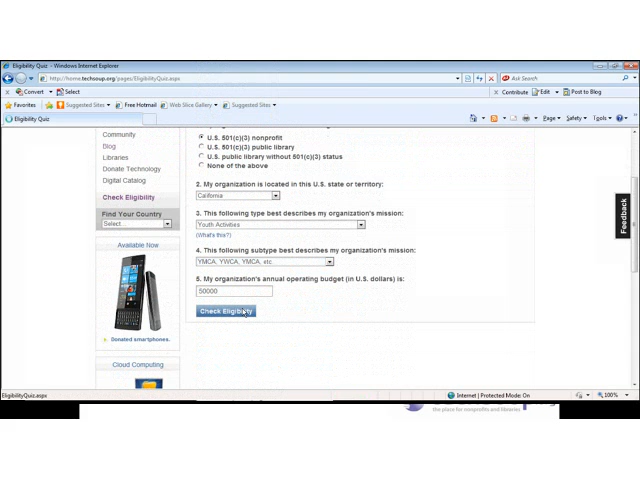 Eligibility Quiz - Windows Internet Explorer
http://home.techsoup.org/pages/EligibilityQuiz.aspx
Ask Search
x Convert Select
x Contribute Edit Post to Blog
Favorites Suggested Sites Free Hotmail Web Slice Gallery Suggested Sites
Eligibility Quiz
Page Safety Tools
Community
Blog
Libraries
Donate Technology
Digital Catalog
Check Eligibility
Find Your Country
Select...
Available Now
Donated smartphones.
Cloud Computing
U.S. 501(c)(3) nonprofit
U.S. 501(c)(3) public library
U.S. public library without 501(c)(3) status
None of the above
2. My organization is located in this U.S. state or territory:
California
3. This following type best describes my organization's mission:
Youth Activities
(What's this?)
4. This following subtype best describes my organization's mission:
YMCA, YWCA, YMCA, etc.
5. My organization's annual operating budget (in U.S. dollars) is:
50000
Check Eligibility
Feedback
EligibilityQuiz.aspx
Internet | Protected Mode: On
100%
the place for nonprofits and libraries